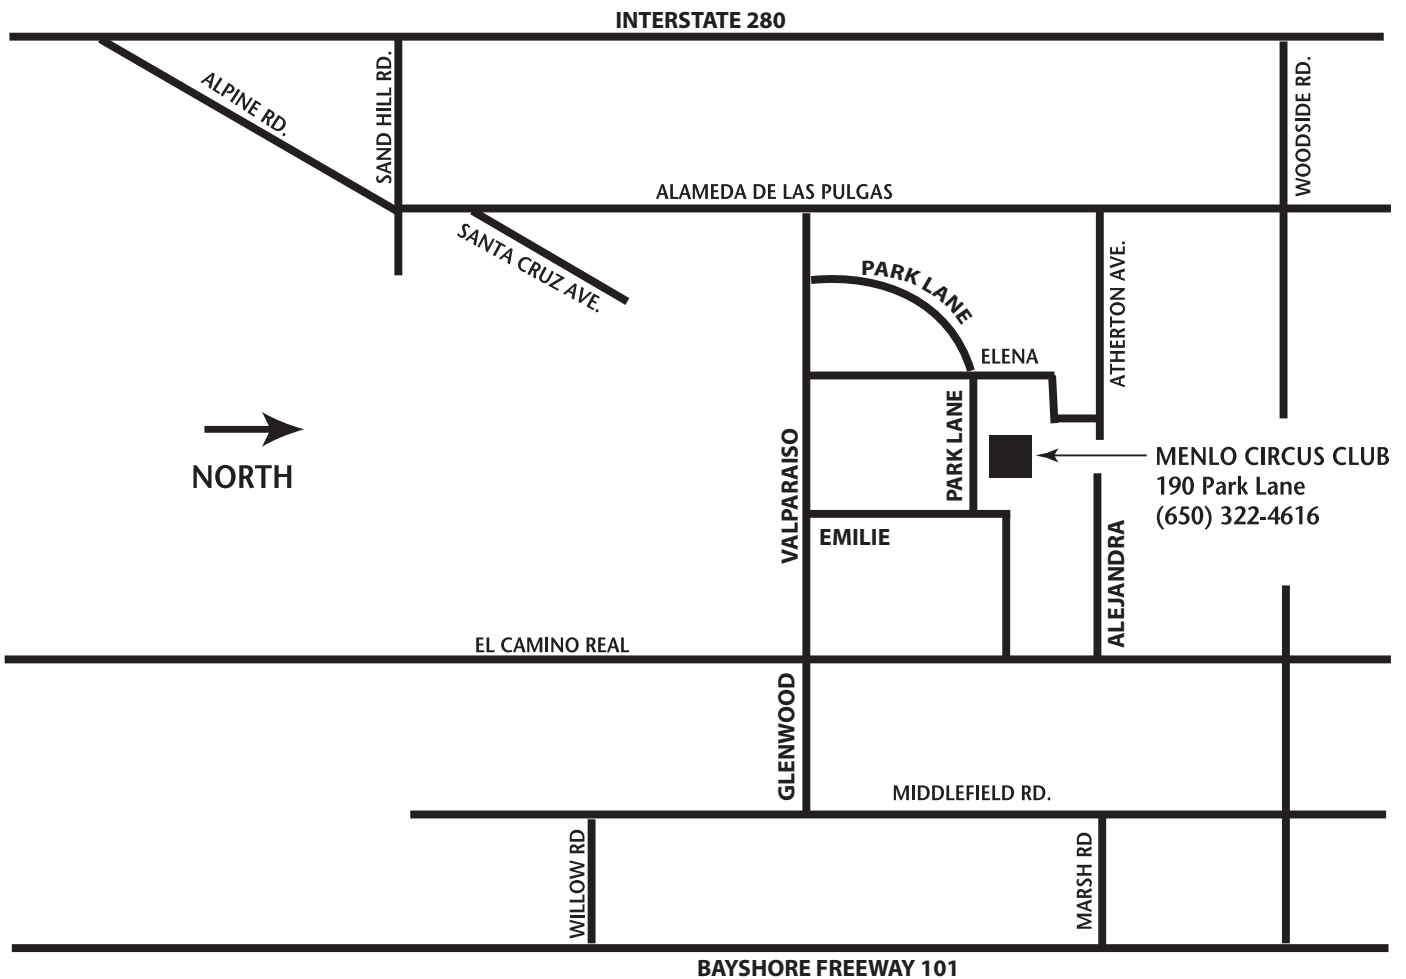 INTERSTATE 280
ALPINE RD.
SAND HILL RD.
WOODSIDE RD.
ALAMEDA DE LAS PULGAS
SANTA CRUZ AVE.
PARK LANE
ATHERTON AVE.
ELENA
PARK LANE
VALPARAISO
NORTH
MENLO CIRCUS CLUB
190 Park Lane
(650) 322-4616
EMILIE
ALEJANDRA
EL CAMINO REAL
GLENWOOD
MIDDLEFIELD RD.
WILLOW RD
MARSH RD
BAYSHORE FREEWAY 101